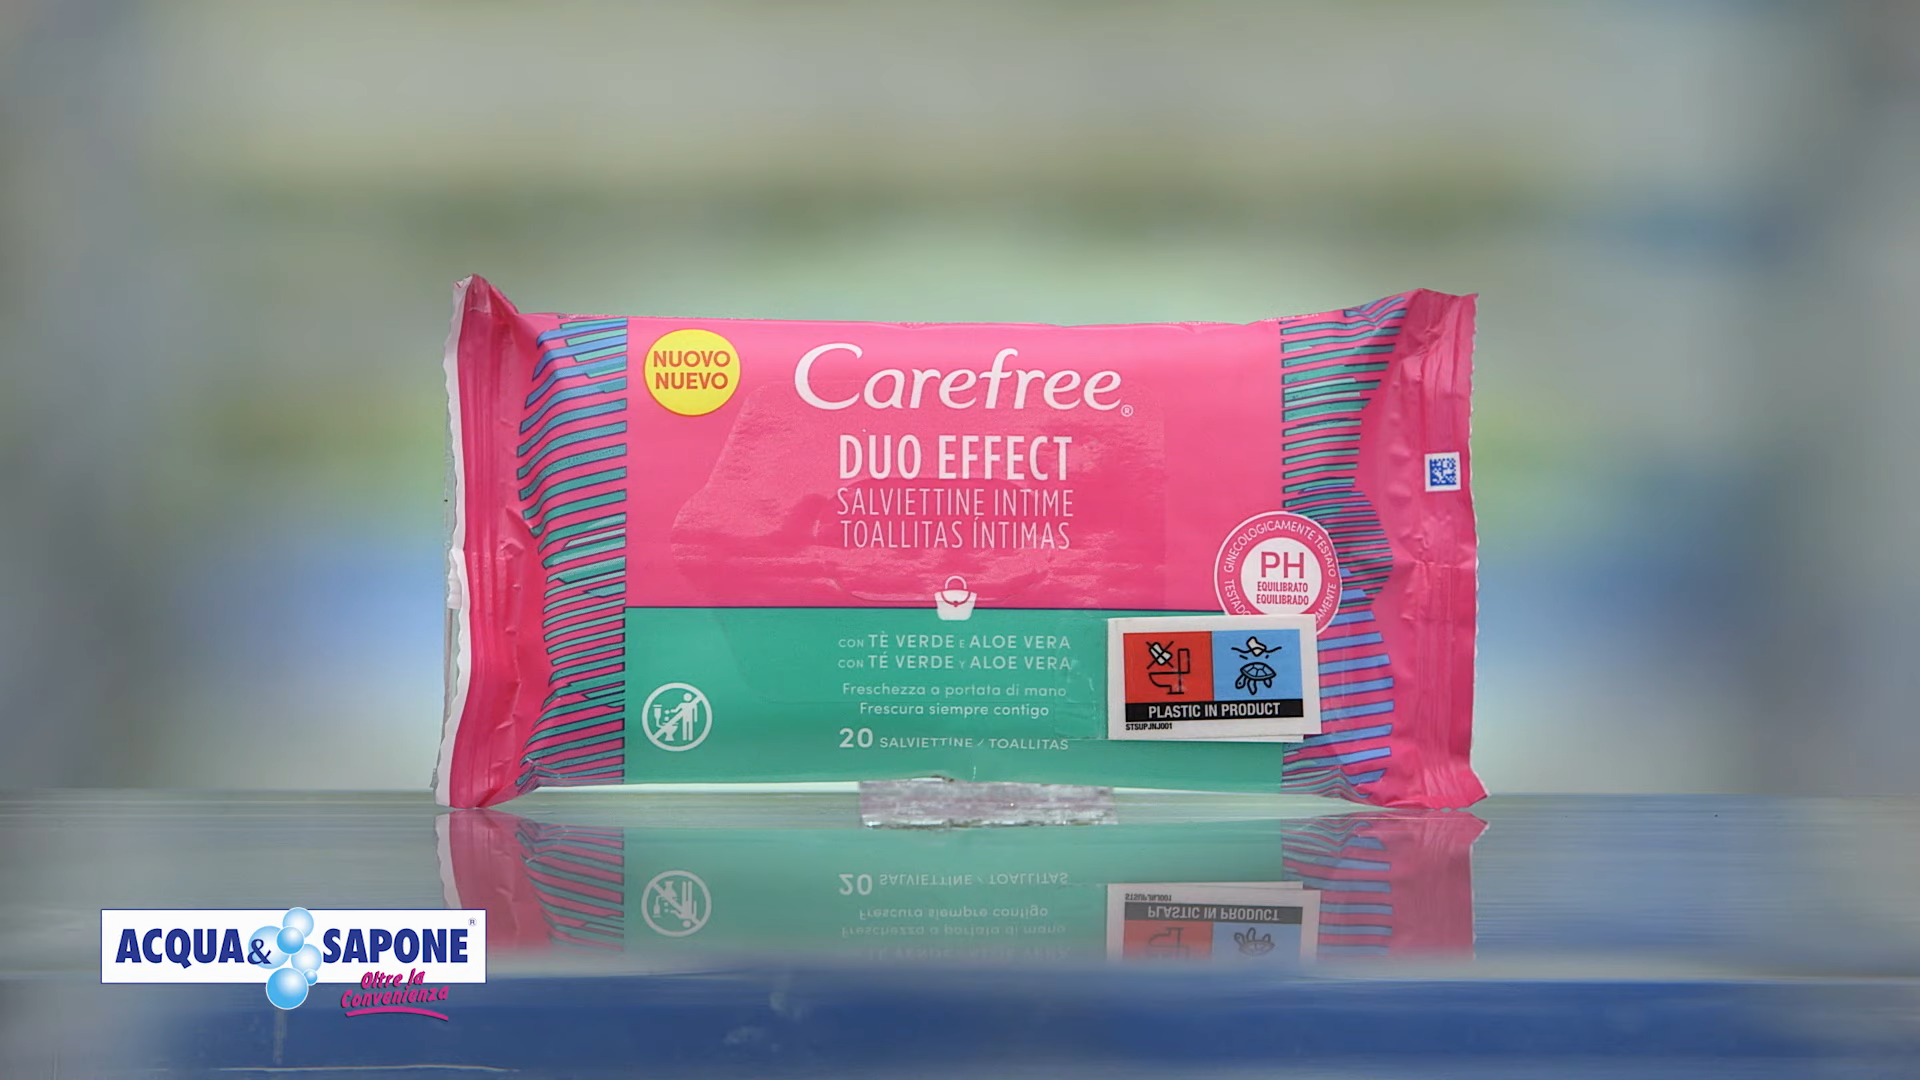 NUOVO
NUEVO
Carefree®
DUO EFFECT
SALVIETTINE INTIME
TOALLITAS ÍNTIMAS
GINECOLOGICAMENTE TESTATO
PH
EQUILIBRATO
EQUILIBRADO
CON TÈ VERDE E ALOE VERA
CON TÉ VERDE Y ALOE VERA
Freschezza a portata di mano
Frescura siempre contigo
20 SALVIETTINE / TOALLITAS
PLASTIC IN PRODUCT
STSUPJNJ001
ACQUA & SAPONE®
Oltre la
Convenienza